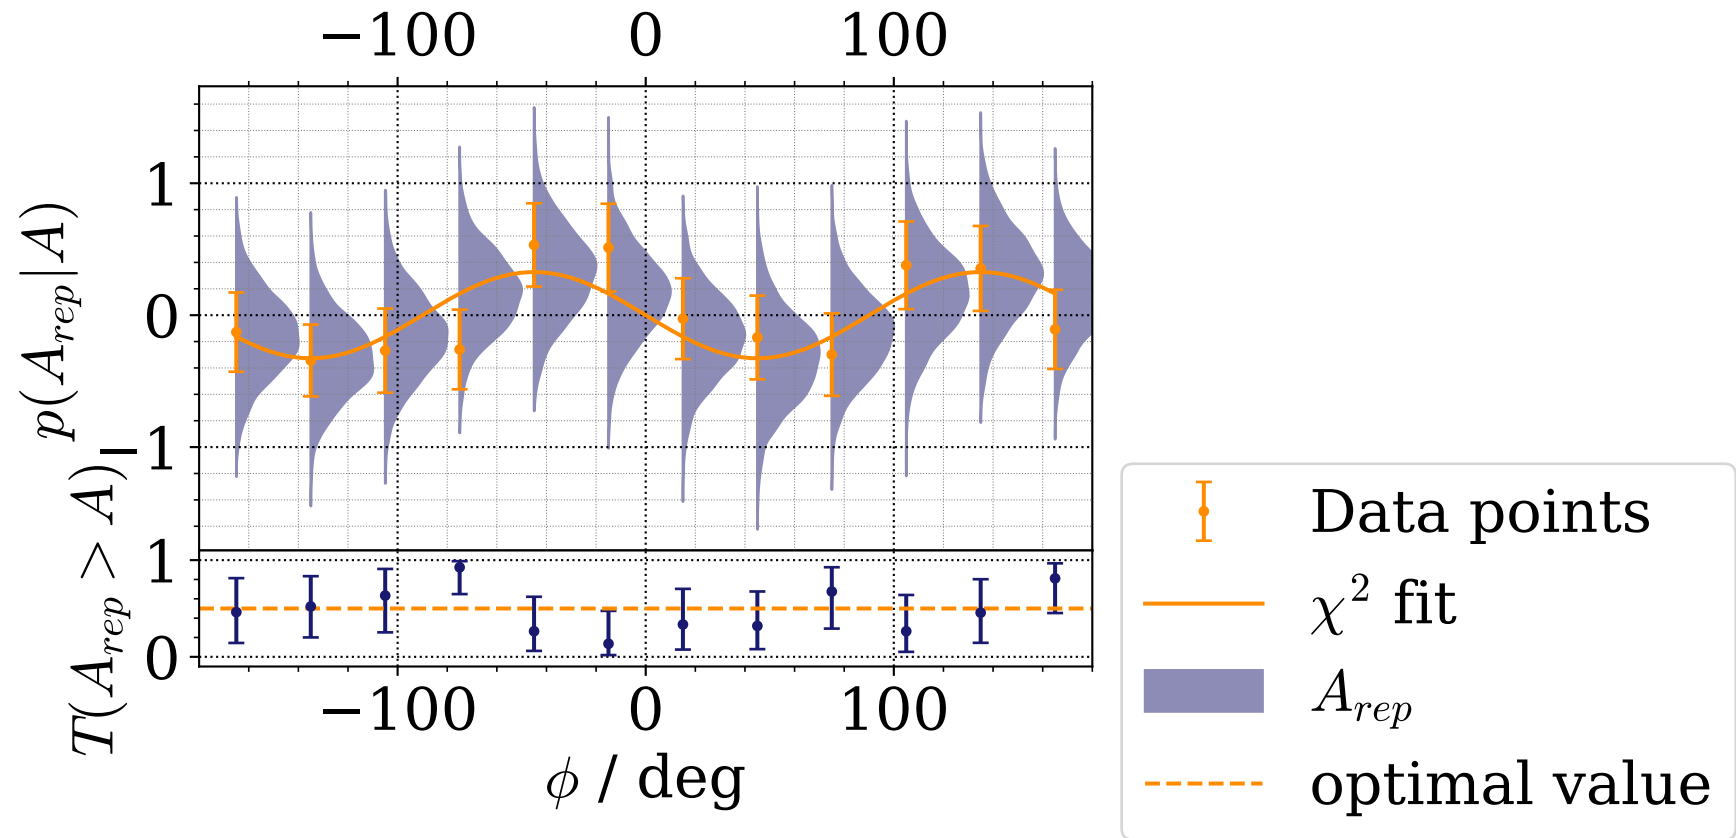 −100 0 100
p(A_rep|A)
1
0
−1
T(A_rep > A)
1
0
−100 0 100
ϕ / deg
Data points
χ² fit
A_rep
optimal value